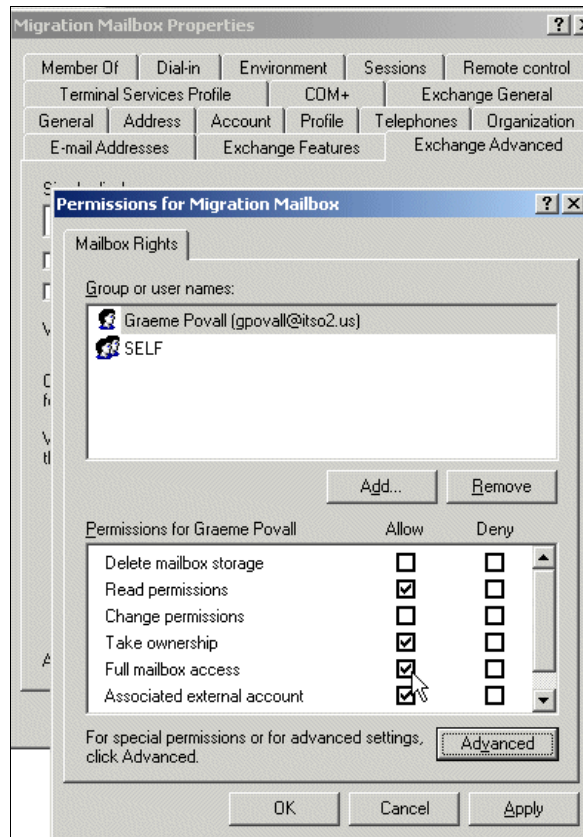 Migration Mailbox Properties
Member Of Dial-in Environment Sessions Remote control
Terminal Services Profile COM+ Exchange General
General Address Account Profile Telephones Organization
E-mail Addresses Exchange Features Exchange Advanced
Permissions for Migration Mailbox
Mailbox Rights
Group or user names:
Graeme Povall (gpovall@itso2.us)
SELF
Add... Remove
Permissions for Graeme Povall Allow Deny
Delete mailbox storage
Read permissions
Change permissions
Take ownership
Full mailbox access
Associated external account
For special permissions or for advanced settings, click Advanced.
Advanced
OK Cancel Apply